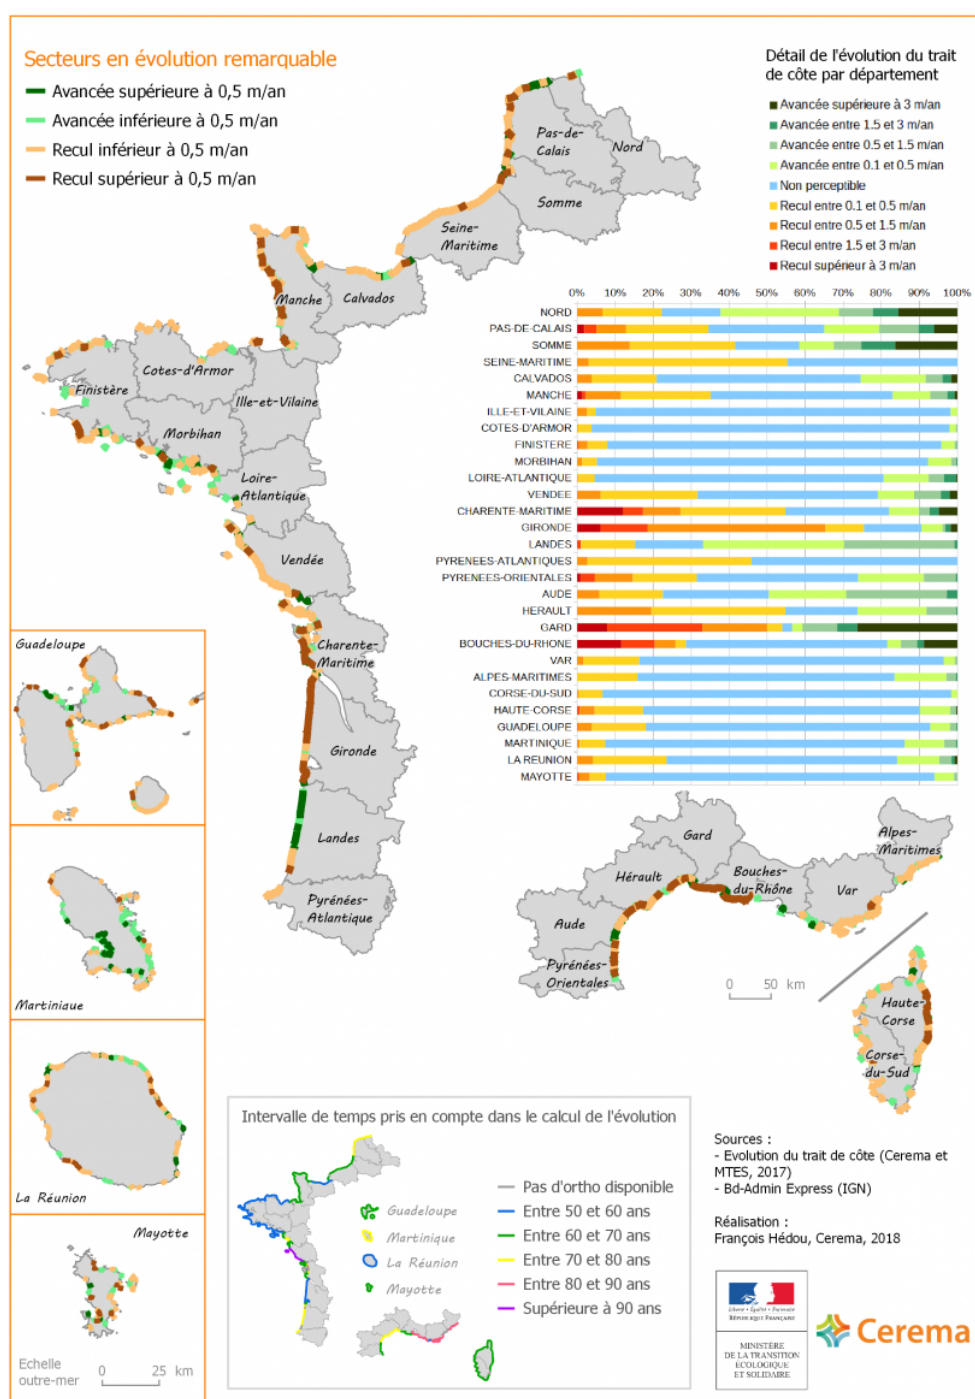 Secteurs en évolution remarquable
Avancée supérieure à 0,5 m/an
Avancée inférieure à 0,5 m/an
Recul inférieur à 0,5 m/an
Recul supérieur à 0,5 m/an
Détail de l'évolution du trait
de côte par département
Avancée supérieure à 3 m/an
Avancée entre 1.5 et 3 m/an
Avancée entre 0.5 et 1.5 m/an
Avancée entre 0.1 et 0.5 m/an
Non perceptible
Recul entre 0.1 et 0.5 m/an
Recul entre 0.5 et 1.5 m/an
Recul entre 1.5 et 3 m/an
Recul supérieur à 3 m/an
Pas-de-
Calais
Nord
Somme
Seine-
Maritime
Manche
Calvados
Cotes-d'Armor
Finistère
Ille-et-Vilaine
Morbihan
Loire-
Atlantique
Vendée
Charente-
Maritime
Gironde
Landes
Pyrénées-
Atlantique
0% 10% 20% 30% 40% 50% 60% 70% 80% 90% 100%
NORD
PAS-DE-CALAIS
SOMME
SEINE-MARITIME
CALVADOS
MANCHE
ILLE-ET-VILAINE
COTES-D'ARMOR
FINISTERE
MORBIHAN
LOIRE-ATLANTIQUE
VENDEE
CHARENTE-MARITIME
GIRONDE
LANDES
PYRENEES-ATLANTIQUES
PYRENEES-ORIENTALES
AUDE
HERAULT
GARD
BOUCHES-DU-RHONE
VAR
ALPES-MARITIMES
CORSE-DU-SUD
HAUTE-CORSE
GUADELOUPE
MARTINIQUE
LA REUNION
MAYOTTE
Guadeloupe
Martinique
La Réunion
Mayotte
Echelle
outre-mer
0 25 km
Gard
Alpes-
Maritimes
Hérault
Bouches-
du-Rhône
Var
Aude
Pyrénées-
Orientales
0 50 km
Haute-
Corse
Corse-
du-Sud
Intervalle de temps pris en compte dans le calcul de l'évolution
Guadeloupe
Martinique
La Réunion
Mayotte
Pas d'ortho disponible
Entre 50 et 60 ans
Entre 60 et 70 ans
Entre 70 et 80 ans
Entre 80 et 90 ans
Supérieure à 90 ans
Sources :
- Evolution du trait de côte (Cerema et
MTES, 2017)
- Bd-Admin Express (IGN)
Réalisation :
François Hédou, Cerema, 2018
Liberté • Égalité • Fraternité
RÉPUBLIQUE FRANÇAISE
MINISTÈRE
DE LA TRANSITION
ÉCOLOGIQUE
ET SOLIDAIRE
Cerema